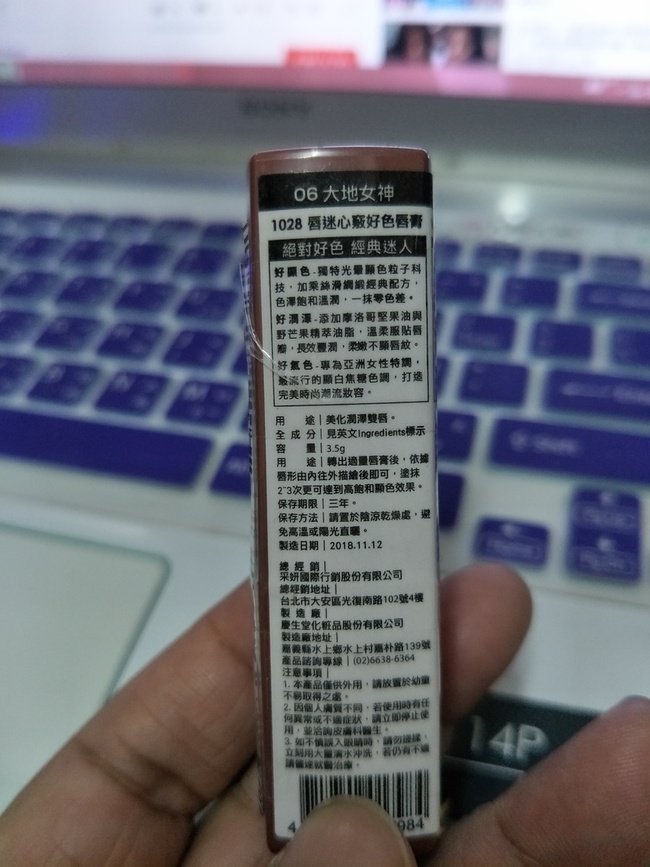 SONY
06 大地女神
1028 唇迷心竅好色唇膏
絕對好色 經典迷人
好顯色-獨特光暈顯色粒子科
技，加乘絲滑綢緞經典配方，
色澤飽和溫潤，一抹零色差。
好潤澤-添加摩洛哥堅果油與
野芒果精萃油脂，溫柔服貼唇
瓣，長效豐潤，柔嫩不顯唇紋。
好氣色-專為亞洲女性特調，
最流行的顯白焦糖色調，打造
完美時尚潮流妝容。
用 途｜美化潤澤雙唇。
全 成 分｜見英文Ingredients標示
容 量｜3.5g
用 途｜轉出適量唇膏後，依據
唇形由內往外描繪後即可，塗抹
2~3次更可達到高飽和顯色效果。
保存期限｜三年。
保存方法｜請置於陰涼乾燥處，避
免高溫或陽光直曬。
製造日期｜2018.11.12
總 經 銷｜
采妍國際行銷股份有限公司
總經銷地址｜
台北市大安區光復南路102號4樓
製 造 廠｜
慶生堂化粧品股份有限公司
製造廠地址｜
嘉義縣水上鄉水上村嘉朴路139號
產品諮詢專線｜(02)6638-6364
注意事項｜
1. 本產品僅供外用，請放置於幼童
不易取得之處。
2. 因個人膚質不同，若使用時有任
何異常或不適症狀，請立即停止使
用，並洽詢皮膚科醫生。
3. 如不慎誤入眼睛時，請勿搓揉，
立刻用大量清水沖洗，若仍有不適
請儘速就醫治療。
4
984
14P